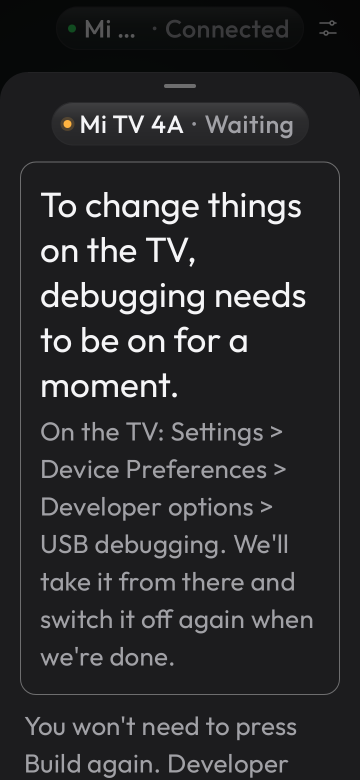 Mi ... · Connected
Mi TV 4A · Waiting
To change things
on the TV,
debugging needs
to be on for a
moment.
On the TV: Settings >
Device Preferences >
Developer options >
USB debugging. We'll
take it from there and
switch it off again when
we're done.
You won't need to press
Build again. Developer